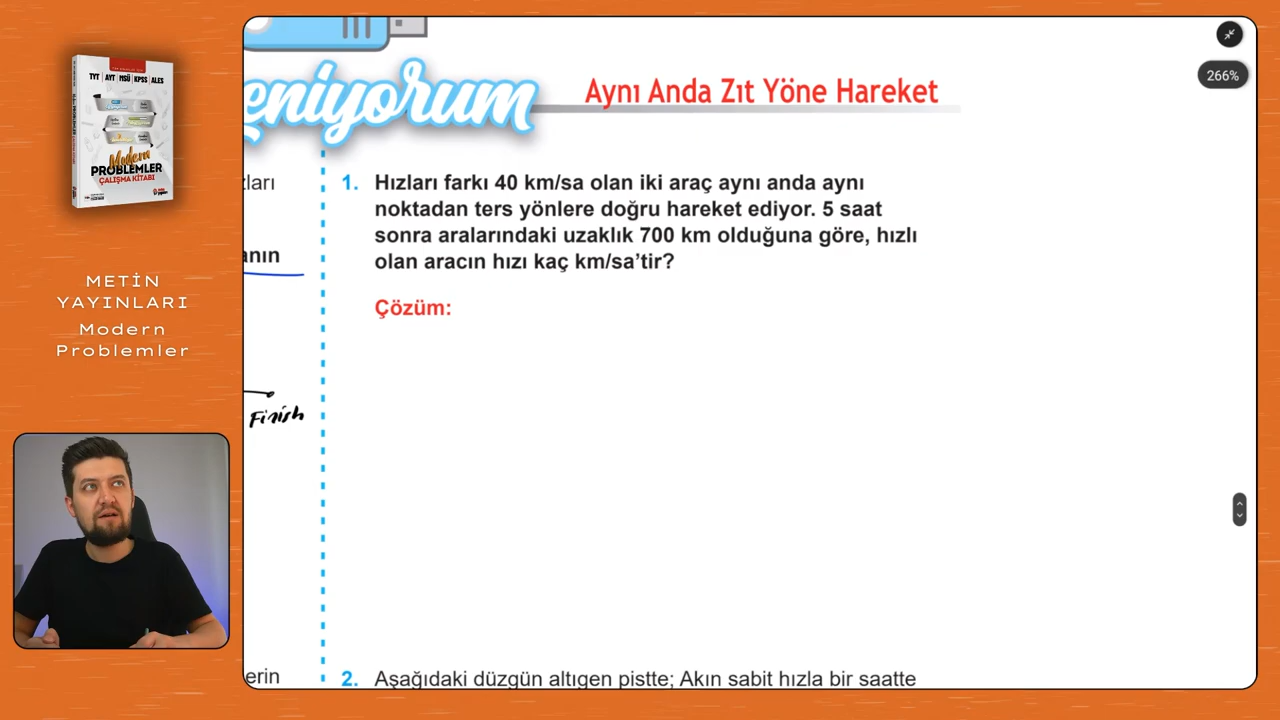 TYT AYT MSÜ KPSS ALES
Modern
PROBLEMLER
ÇALIŞMA KİTABI
METİN
YAYINLARI
Modern
Problemler
266%
eniyorum
Aynı Anda Zıt Yöne Hareket
ları
anın
Finish
erin
1. Hızları farkı 40 km/sa olan iki araç aynı anda aynı
noktadan ters yönlere doğru hareket ediyor. 5 saat
sonra aralarındaki uzaklık 700 km olduğuna göre, hızlı
olan aracın hızı kaç km/sa’tir?
Çözüm:
2. Aşağıdaki düzgün altıgen pistte; Akın sabit hızla bir saatte